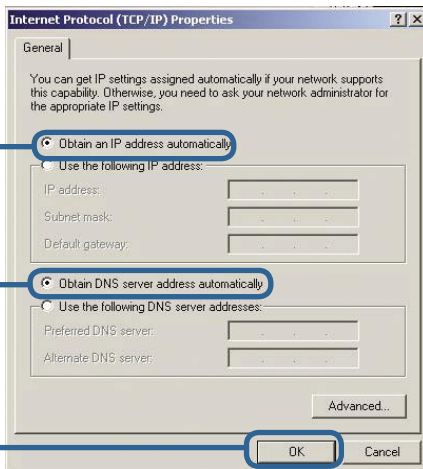 Internet Protocol (TCP/IP) Properties
General
You can get IP settings assigned automatically if your network supports
this capability. Otherwise, you need to ask your network administrator for
the appropriate IP settings.
Obtain an IP address automatically
Use the following IP address:
IP address:
Subnet mask:
Default gateway:
Obtain DNS server address automatically
Use the following DNS server addresses:
Preferred DNS server:
Alternate DNS server:
Advanced...
OK Cancel